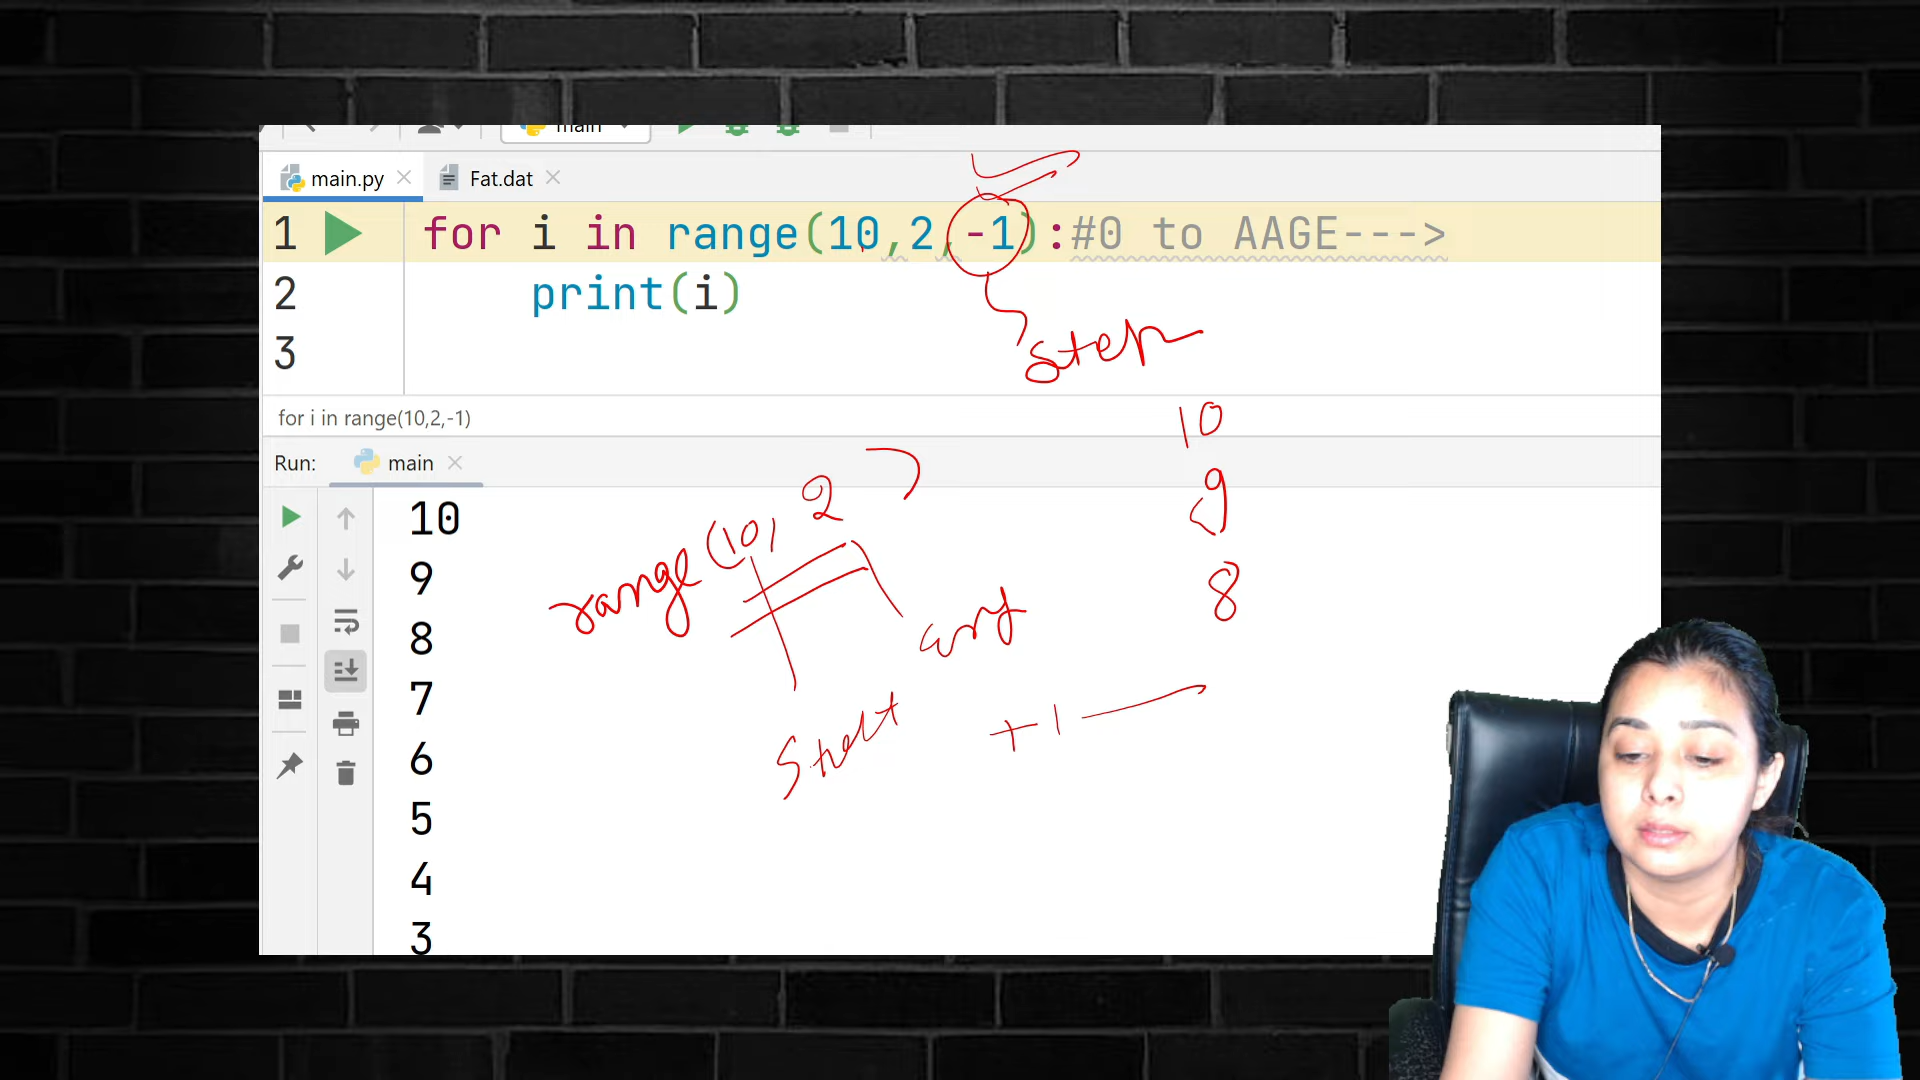 main
main.py
Fat.dat
1 for i in range(10,2,-1):#0 to AAGE--->
2 print(i)
3
step
for i in range(10,2,-1)
10
9
8
Run: main
10
9
8
7
6
5
4
3
range(10, 2 )
Start
+1